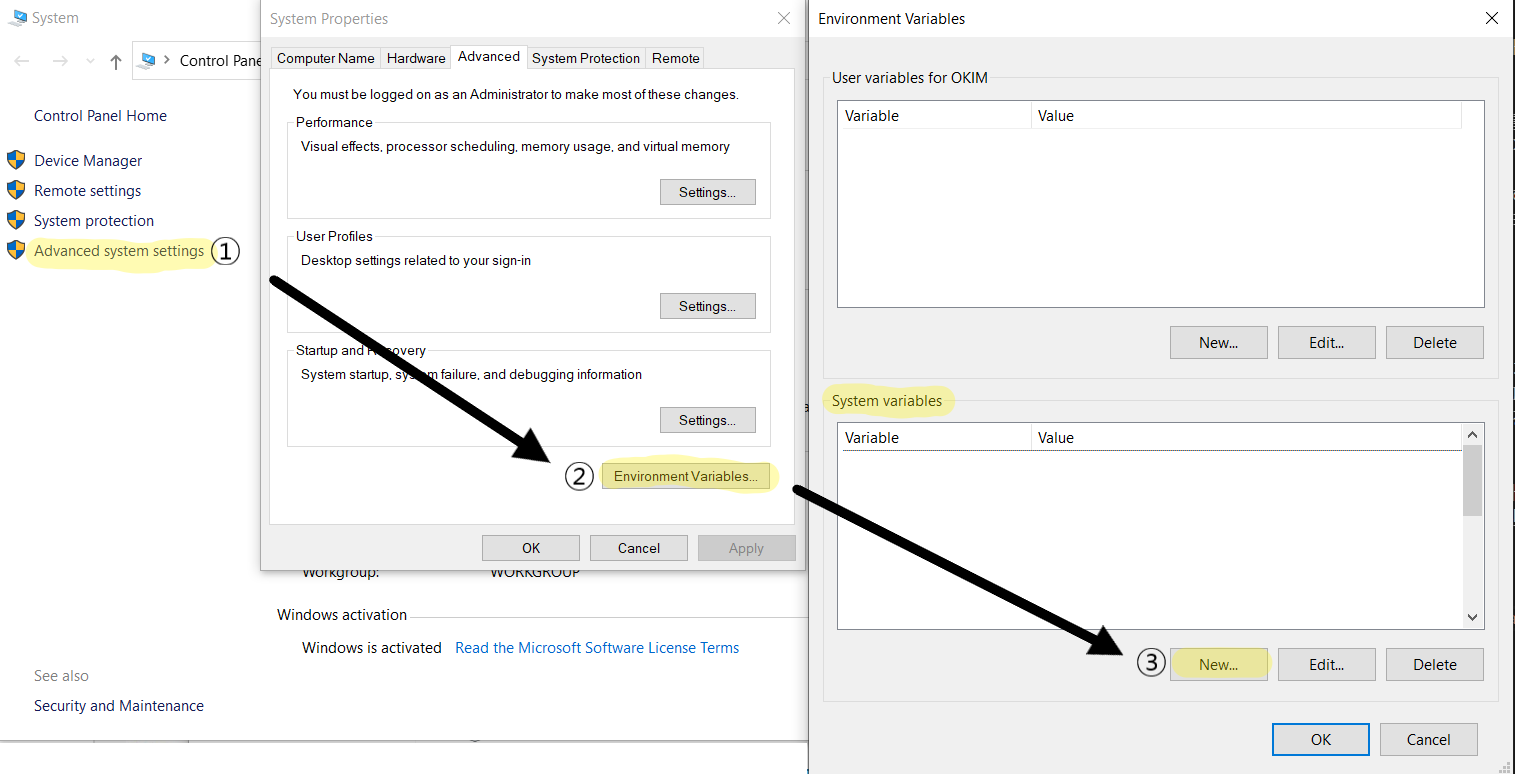 System
Control Pane
Control Panel Home
Device Manager
Remote settings
System protection
Advanced system settings ①
System Properties
Computer Name
Hardware
Advanced
System Protection
Remote
You must be logged on as an Administrator to make most of these changes.
Performance
Visual effects, processor scheduling, memory usage, and virtual memory
Settings...
User Profiles
Desktop settings related to your sign-in
Settings...
Startup and Recovery
System startup, system failure, and debugging information
Settings...
② Environment Variables...
OK
Cancel
Apply
Workgroup:
WORKGROUP
Windows activation
Windows is activated
Read the Microsoft Software License Terms
See also
Security and Maintenance
Environment Variables
User variables for OKIM
Variable
Value
New...
Edit...
Delete
System variables
Variable
Value
③ New...
Edit...
Delete
OK
Cancel